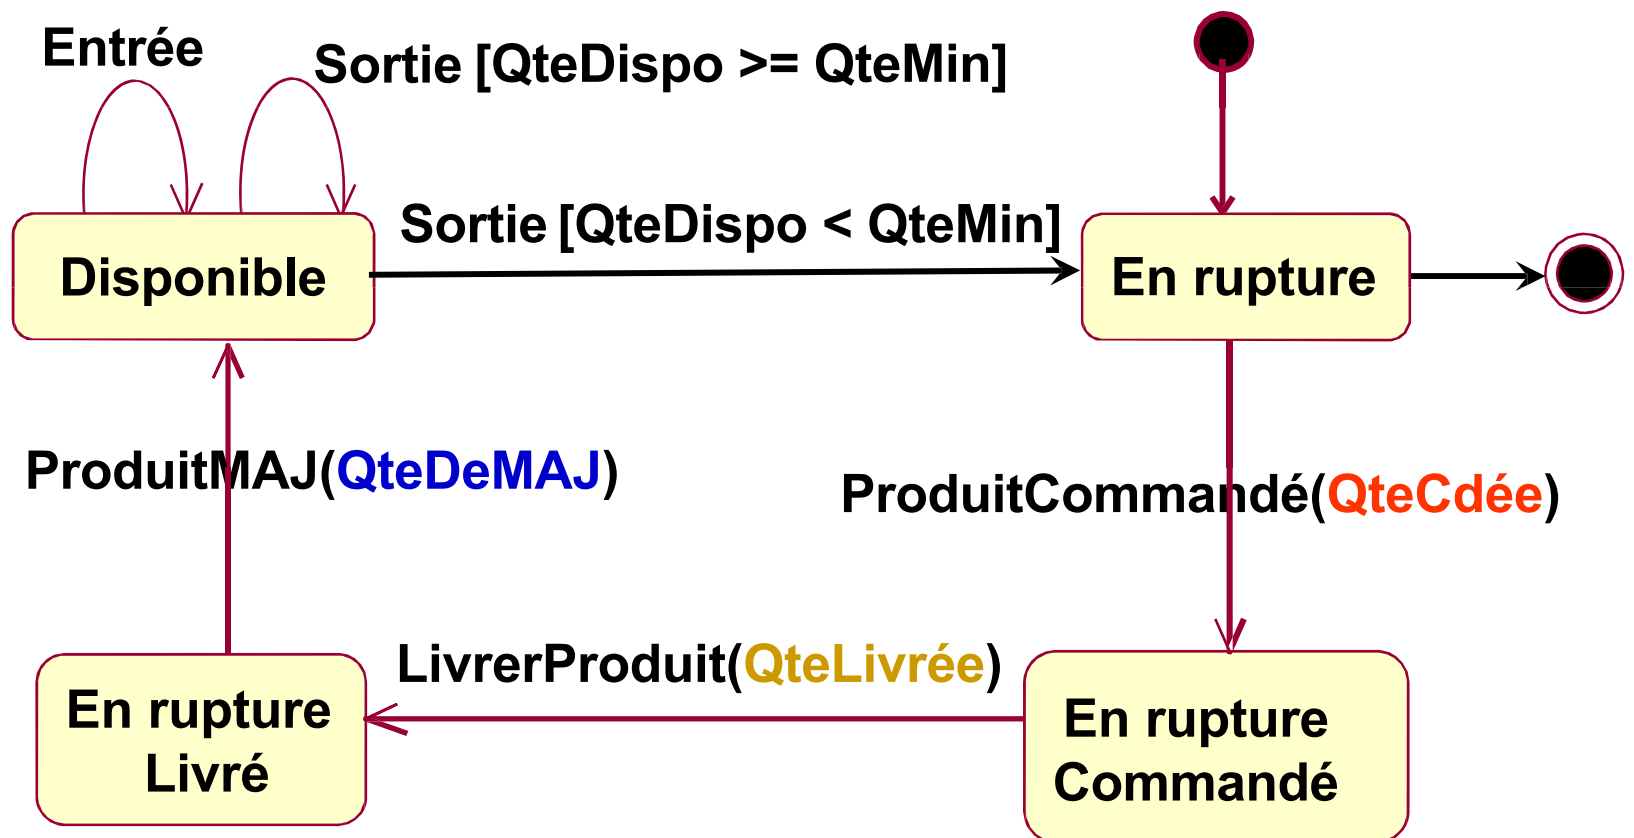 Entrée
Sortie [QteDispo >= QteMin]
Sortie [QteDispo < QteMin]
Disponible
En rupture
ProduitMAJ(QteDeMAJ)
ProduitCommandé(QteCdée)
LivrerProduit(QteLivrée)
En rupture
Livré
En rupture
Commandé